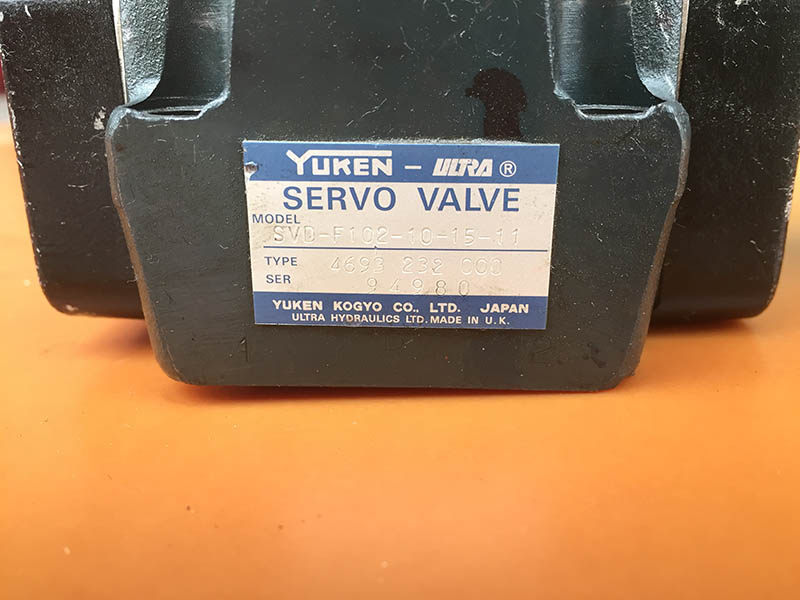 YUKEN - ULTRA ®
SERVO VALVE
MODEL SVD-F102-10-15-11
TYPE 4693 232 000
SER 94980
YUKEN KOGYO CO., LTD. JAPAN
ULTRA HYDRAULICS LTD. MADE IN U.K.